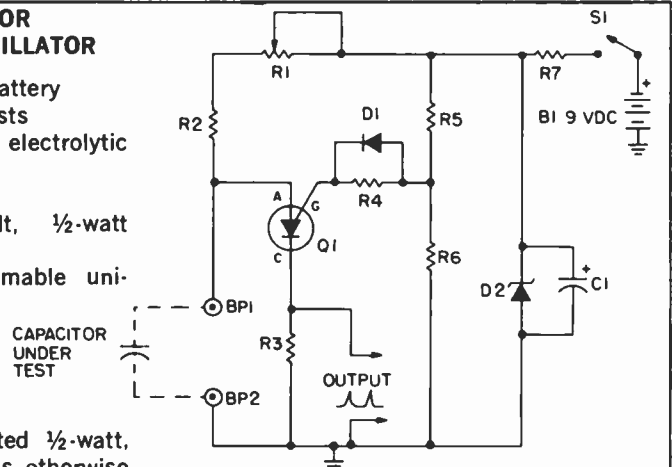 OR
ILLATOR
attery
sts
electrolytic
lt, ½-watt
mable uni-
ted ½-watt,
s otherwise
R1
S1
R7
B1 9 VDC
+
R2
D1
R5
R4
A
G
Q1
C
R6
BP1
D2
+
C1
CAPACITOR
UNDER
TEST
R3
OUTPUT
BP2